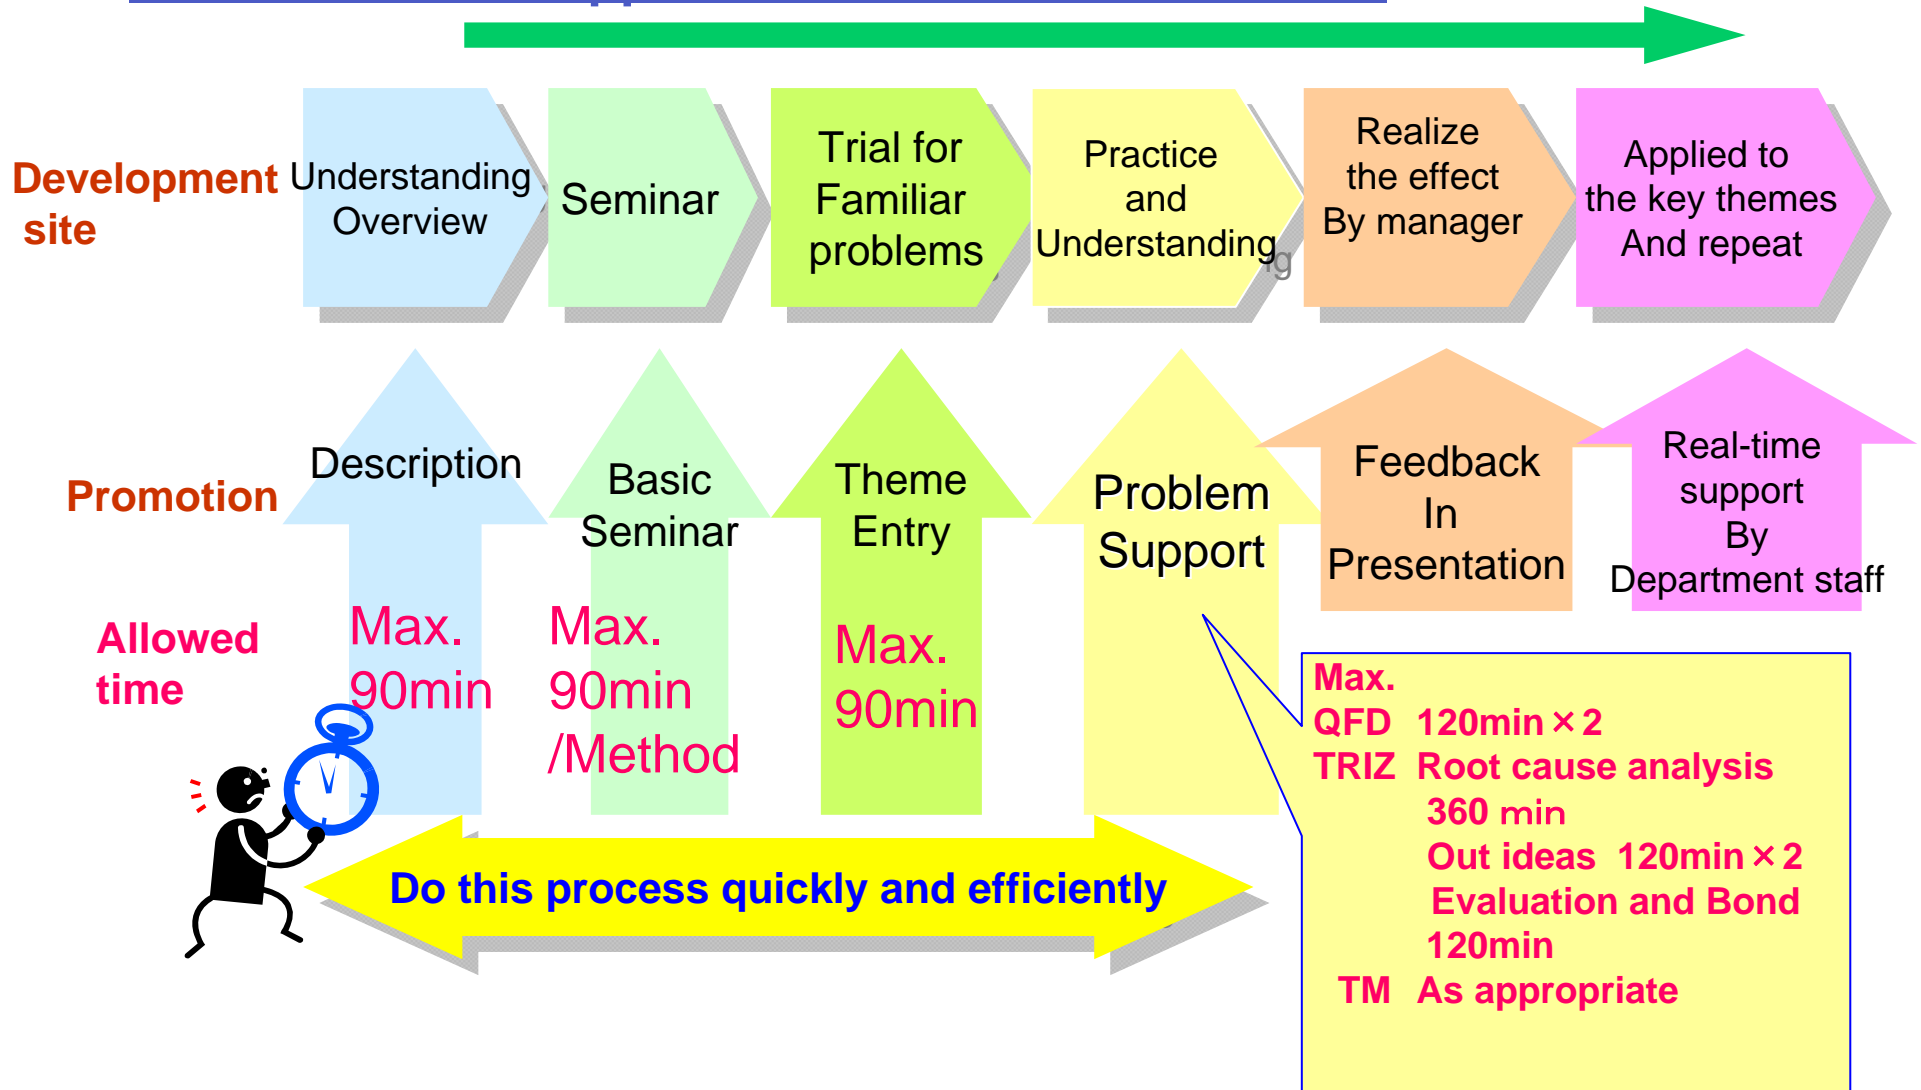 Development
site
Understanding
Overview
Seminar
Trial for
Familiar
problems
Practice
and
Understanding
Realize
the effect
By manager
Applied to
the key themes
And repeat
Promotion
Description
Basic
Seminar
Theme
Entry
Problem
Support
Feedback
In
Presentation
Real-time
support
By
Department staff
Allowed
time
Max.
90min
Max.
90min
/Method
Max.
90min
Max.
QFD 120min×2
TRIZ Root cause analysis
360 min
Out ideas 120min×2
Evaluation and Bond
120min
TM As appropriate
Do this process quickly and efficiently